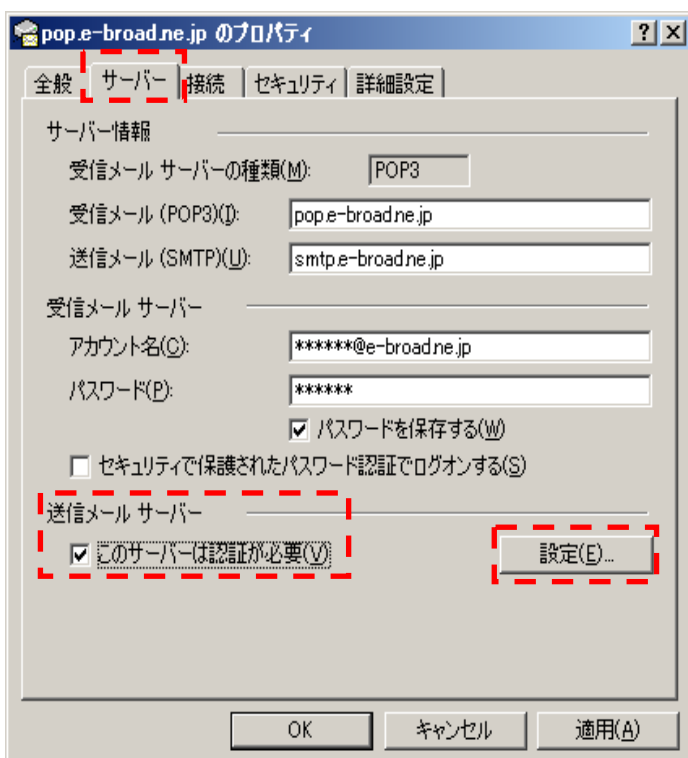 pop.e-broad.ne.jp のプロパティ
全般 サーバー 接続 セキュリティ 詳細設定
サーバー情報
受信メール サーバーの種類(M): POP3
受信メール (POP3)(I): pop.e-broad.ne.jp
送信メール (SMTP)(U): smtp.e-broad.ne.jp
受信メール サーバー
アカウント名(C): ******@e-broad.ne.jp
パスワード(P): ******
パスワードを保存する(W)
セキュリティで保護されたパスワード認証でログオンする(S)
送信メール サーバー
このサーバーは認証が必要(V) 設定(E)...
OK キャンセル 適用(A)